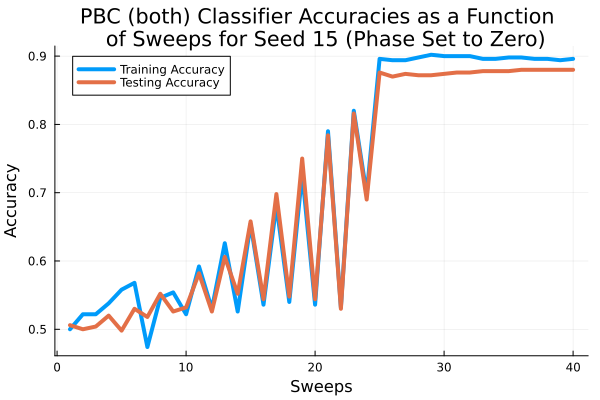 PBC (both) Classifier Accuracies as a Function
of Sweeps for Seed 15 (Phase Set to Zero)
Training Accuracy
Testing Accuracy
Accuracy
0.9
0.8
0.7
0.6
0.5
0
10
20
30
40
Sweeps